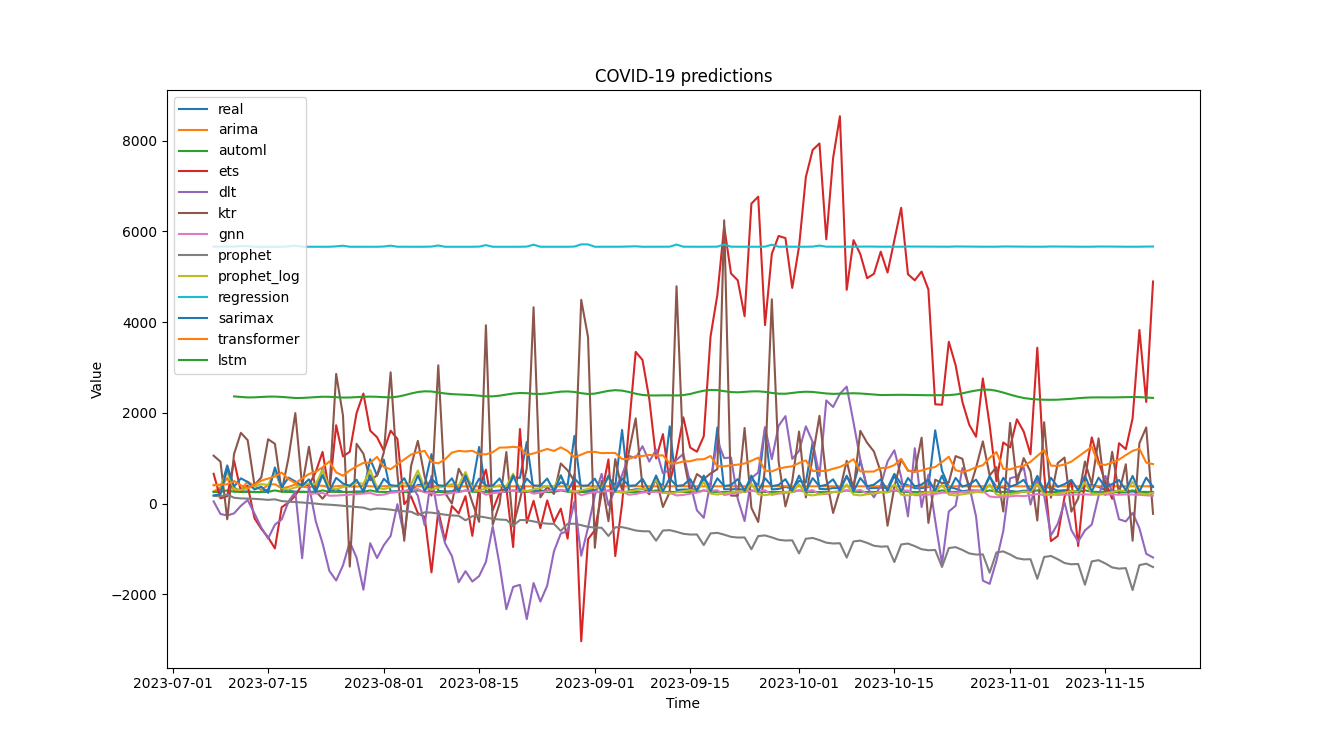 COVID-19 predictions
real
arima
automl
ets
dlt
ktr
gnn
prophet
prophet_log
regression
sarimax
transformer
lstm
Value
8000
6000
4000
2000
0
−2000
2023-07-01 2023-07-15 2023-08-01 2023-08-15 2023-09-01 2023-09-15 2023-10-01 2023-10-15 2023-11-01 2023-11-15
Time